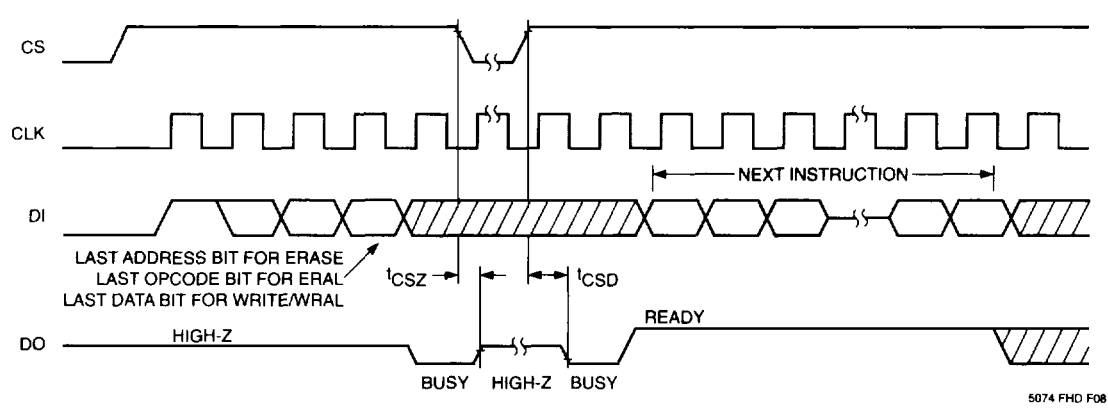 CS
CLK
NEXT INSTRUCTION
DI
LAST ADDRESS BIT FOR ERASE
LAST OPCODE BIT FOR ERAL
LAST DATA BIT FOR WRITE/WRAL
tCSZ
tCSD
READY
HIGH-Z
DO
BUSY HIGH-Z BUSY
5074 FHD F08